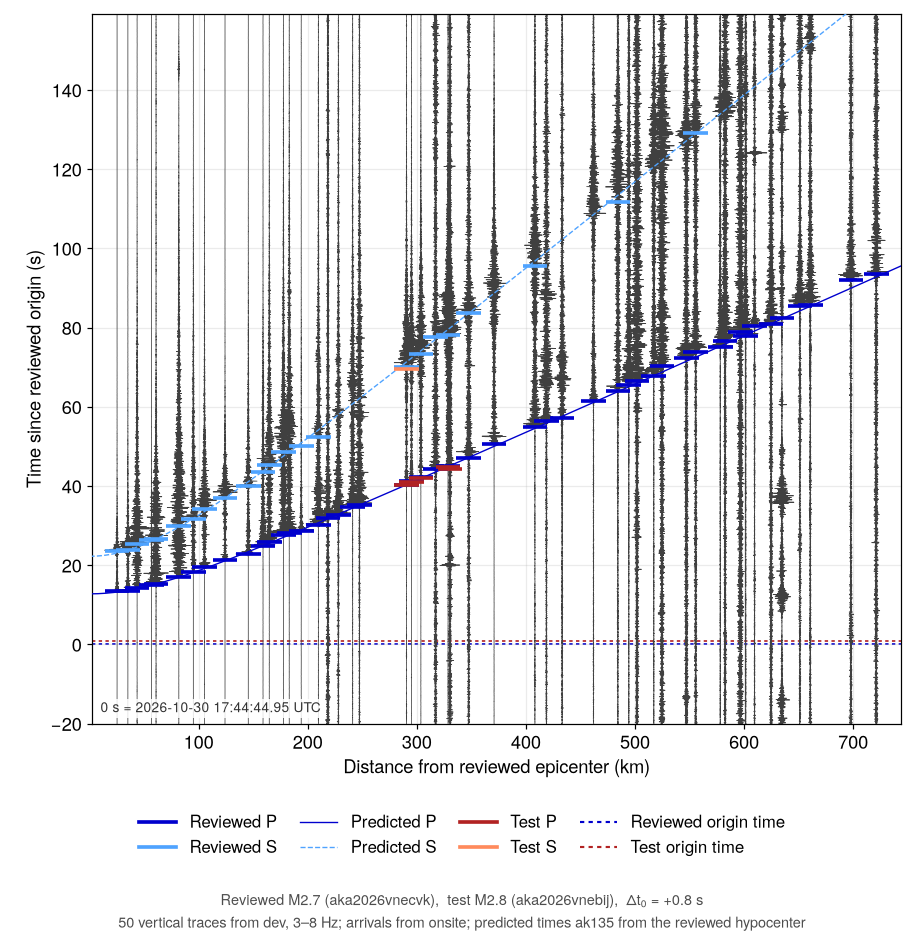 140
120
100
80
60
40
20
0
−20
Time since reviewed origin (s)
0 s = 2026-10-30 17:44:44.95 UTC
100 200 300 400 500 600 700
Distance from reviewed epicenter (km)
Reviewed P Predicted P Test P Reviewed origin time
Reviewed S Predicted S Test S Test origin time
Reviewed M2.7 (aka2026vnecvk), test M2.8 (aka2026vnebij), Δt₀ = +0.8 s
50 vertical traces from dev, 3–8 Hz; arrivals from onsite; predicted times ak135 from the reviewed hypocenter